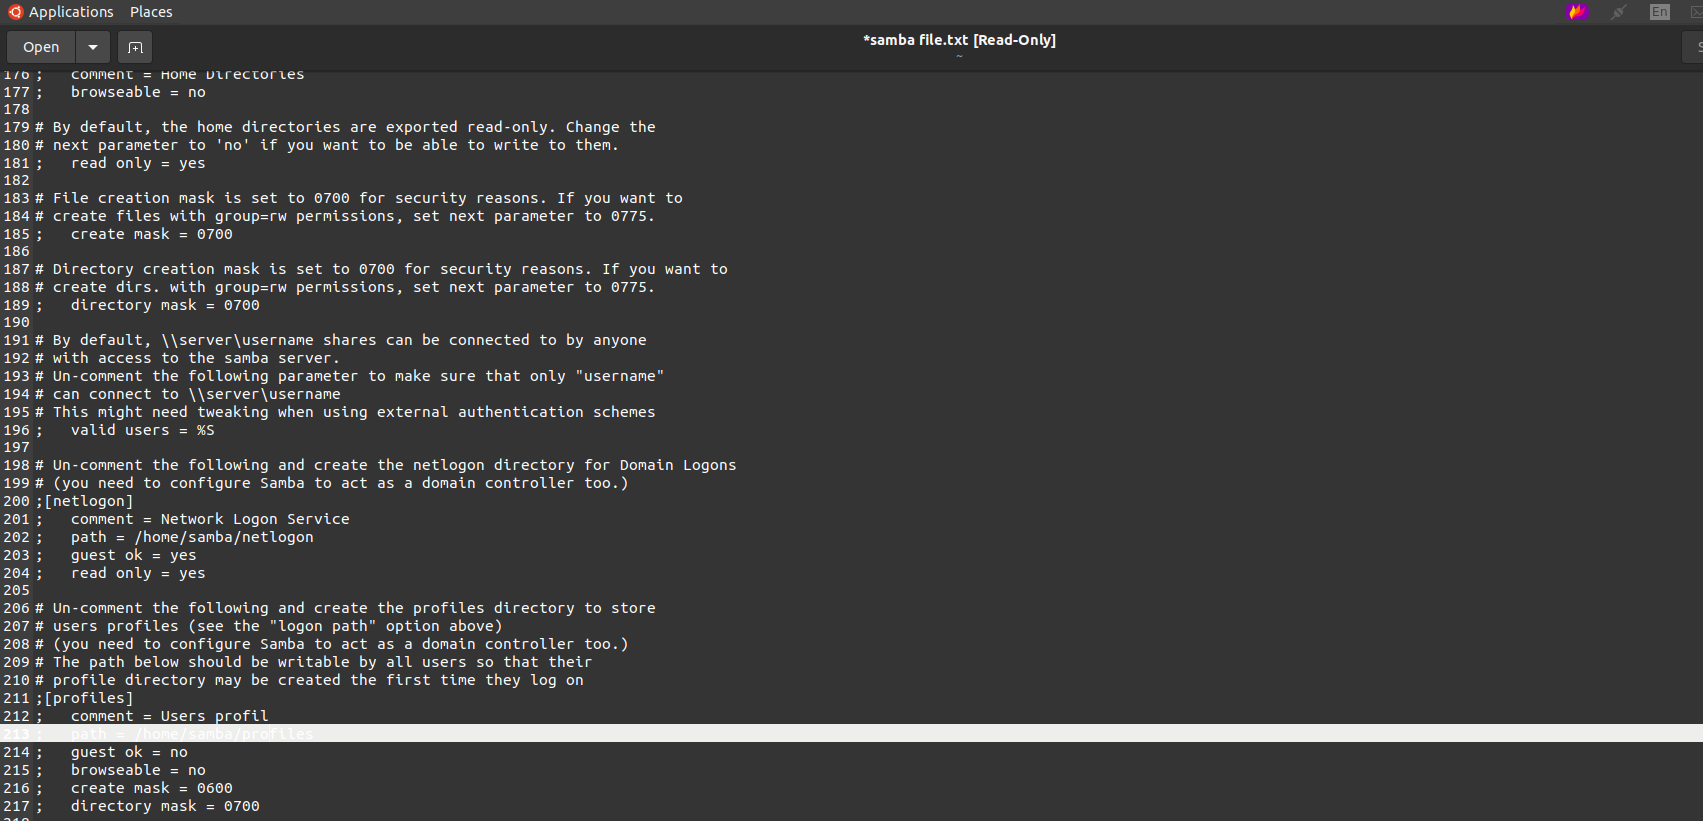 Applications Places
En
Open
*samba file.txt [Read-Only]
~
176 ;   comment = Home Directories
177 ;   browseable = no
178
179 # By default, the home directories are exported read-only. Change the
180 # next parameter to 'no' if you want to be able to write to them.
181 ;   read only = yes
182
183 # File creation mask is set to 0700 for security reasons. If you want to
184 # create files with group=rw permissions, set next parameter to 0775.
185 ;   create mask = 0700
186
187 # Directory creation mask is set to 0700 for security reasons. If you want to
188 # create dirs. with group=rw permissions, set next parameter to 0775.
189 ;   directory mask = 0700
190
191 # By default, \\server\username shares can be connected to by anyone
192 # with access to the samba server.
193 # Un-comment the following parameter to make sure that only "username"
194 # can connect to \\server\username
195 # This might need tweaking when using external authentication schemes
196 ;   valid users = %S
197
198 # Un-comment the following and create the netlogon directory for Domain Logons
199 # (you need to configure Samba to act as a domain controller too.)
200 ;[netlogon]
201 ;   comment = Network Logon Service
202 ;   path = /home/samba/netlogon
203 ;   guest ok = yes
204 ;   read only = yes
205
206 # Un-comment the following and create the profiles directory to store
207 # users profiles (see the "logon path" option above)
208 # (you need to configure Samba to act as a domain controller too.)
209 # The path below should be writable by all users so that their
210 # profile directory may be created the first time they log on
211 ;[profiles]
212 ;   comment = Users profil
213 ;   path = /home/samba/profiles
214 ;   guest ok = no
215 ;   browseable = no
216 ;   create mask = 0600
217 ;   directory mask = 0700